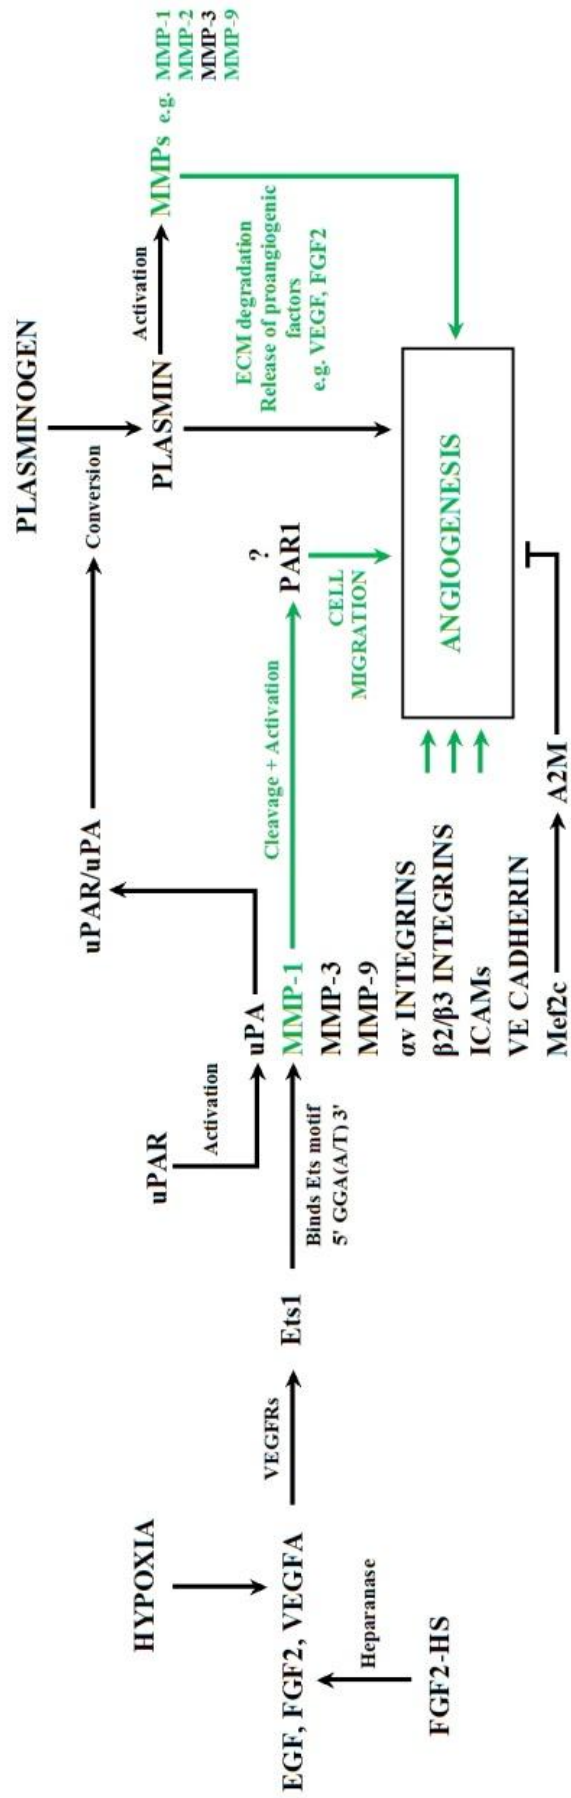 HYPOXIA
EGF, FGF2, VEGFA
Heparanase
FGF2-HS
VEGFRs
Ets1
Binds Ets motif
5' GGA(A/T) 3'
uPAR
Activation
uPA
MMP-1
MMP-3
MMP-9
αv INTEGRINS
β2/β3 INTEGRINS
ICAMs
VE CADHERIN
Mef2c
A2M
uPAR/uPA
Conversion
PLASMINOGEN
PLASMIN
Activation
MMPs e.g. MMP-1
MMP-2
MMP-3
MMP-9
Cleavage + Activation
?
PAR1
CELL
MIGRATION
ECM degradation
Release of proangiogenic
factors
e.g. VEGF, FGF2
ANGIOGENESIS